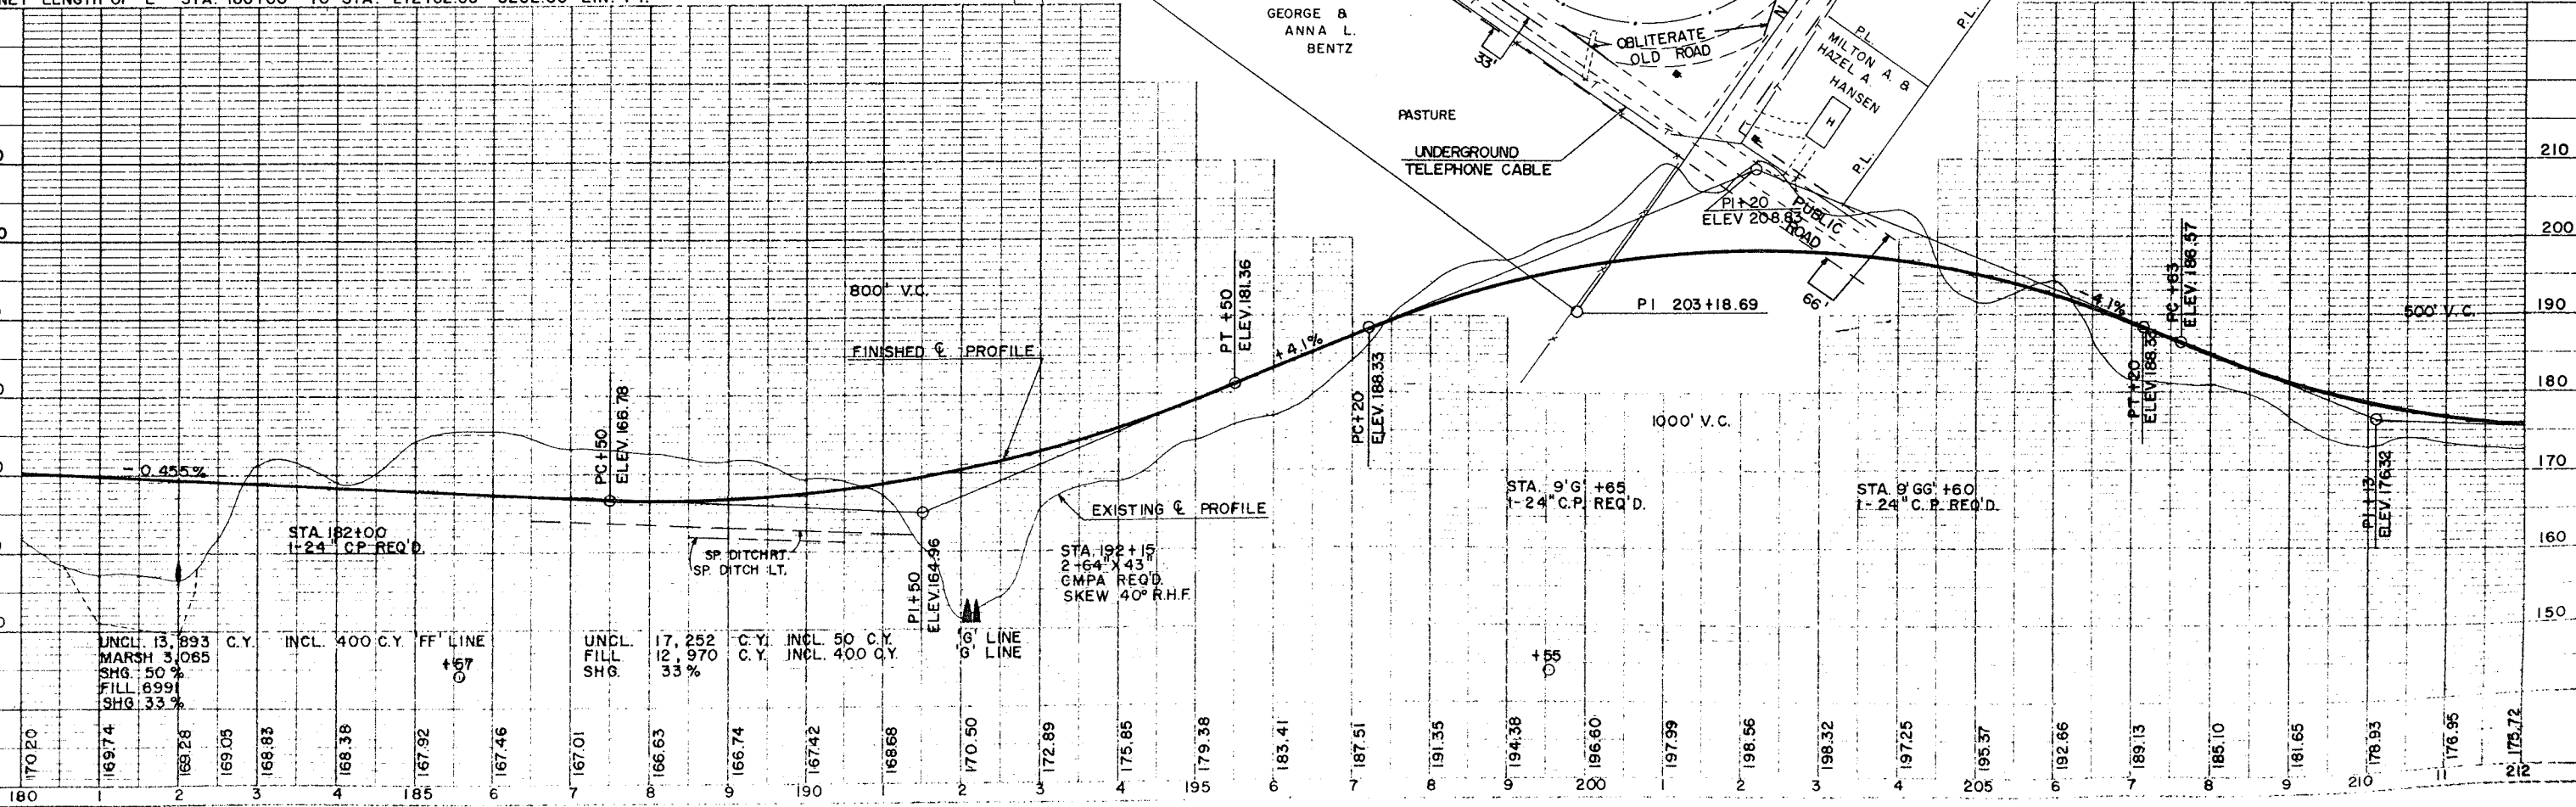 GEORGE &
ANNA L.
BENTZ
33'
OBLITERATE
OLD ROAD
N
P.L.
MILTON A. &
HAZEL A.
HANSEN
H
P.L.
P.L.
PASTURE
UNDERGROUND
TELEPHONE CABLE
PI+20
ELEV 208.83
PUBLIC
ROAD
66'
PI 203+18.69
800' V.C.
FINISHED ℄ PROFILE
PT +50
ELEV. 181.36
+4.1%
PC+20
ELEV. 188.33
1000' V.C.
-4.1%
PC +63
ELEV. 186.57
500' V.C.
PT+20
ELEV. 188.33
PI+13
ELEV. 176.32
210
200
190
180
170
160
150
- 0.455%
PC+50
ELEV. 166.78
STA. 182+00
1-24" CP REQ'D.
SP. DITCH RT.
SP. DITCH LT.
PI+50
ELEV. 164.96
EXISTING ℄ PROFILE
STA. 192+15
2-64"X43"
CMPA REQ'D.
SKEW 40° R.H.F.
STA. 9'G' +65
1-24" C.P. REQ'D.
STA. 9'GG' +60
1-24" C.P. REQ'D.
UNCL. 13,893 C.Y. INCL. 400 C.Y. 'FF' LINE
MARSH 3,065
SHG. 50%
FILL 6991
SHG 33%
+67
UNCL. 17,252 C.Y. INCL. 50 C.Y. 'G' LINE
FILL 12,970 C.Y. INCL. 400 C.Y. 'G' LINE
SHG. 33%
+55
170.20 169.74 169.28 169.05 168.83 168.38 167.92 167.46 167.01 166.63 166.74 167.42 168.68 170.50 172.89 175.85 179.38 183.41 187.51 191.35 194.38 196.60 197.99 198.56 198.32 197.25 195.37 192.66 189.13 185.10 181.65 178.93 176.95 175.72
180 1 2 3 4 185 6 7 8 9 190 1 2 3 4 195 6 7 8 9 200 1 2 3 4 205 6 7 8 9 210 11 212